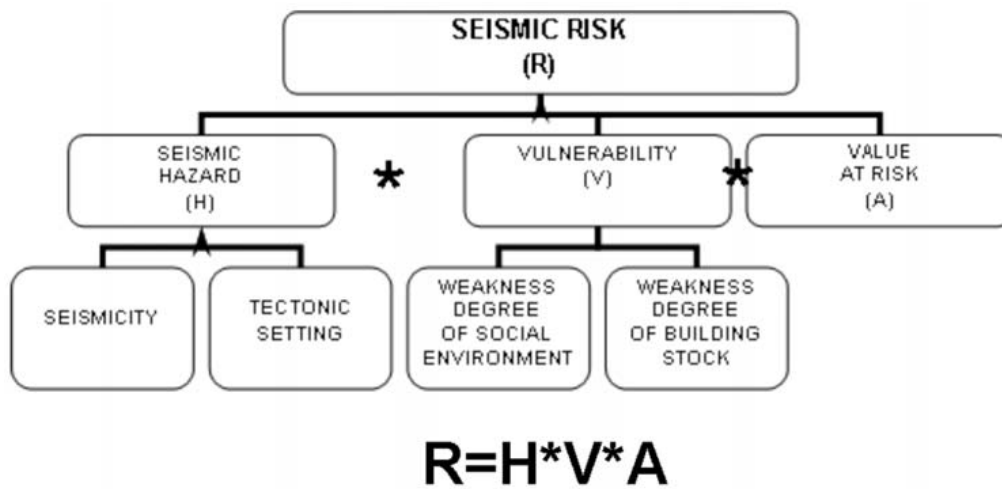 SEISMIC RISK
(R)
SEISMIC
HAZARD
(H)
*
VULNERABILITY
(V)
*
VALUE
AT RISK
(A)
SEISMICITY
TECTONIC
SETTING
WEAKNESS
DEGREE
OF SOCIAL
ENVIRONMENT
WEAKNESS
DEGREE
OF BUILDING
STOCK
R=H*V*A